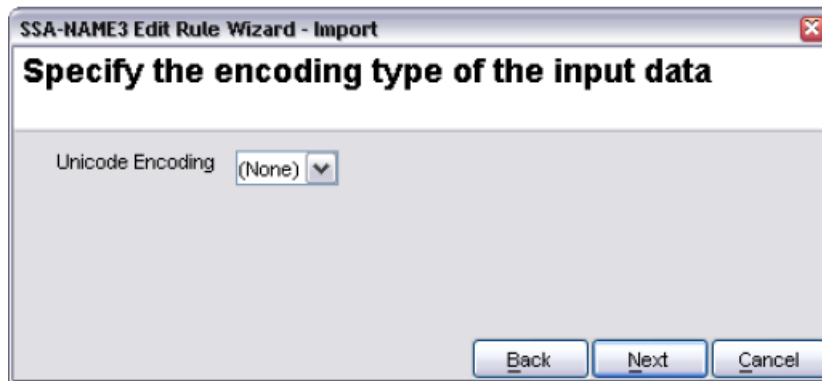 SSA-NAME3 Edit Rule Wizard - Import
Specify the encoding type of the input data
Unicode Encoding (None)
Back Next Cancel